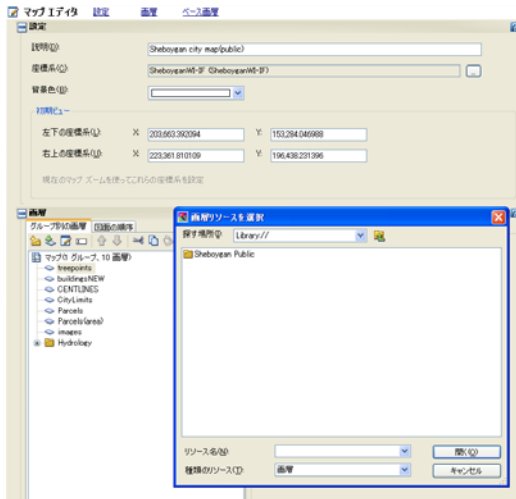 マップ エディタ 設定 画層 ベース画層
設定
説明(D): Sheboygan city map(public)
座標系(C): SheboyganWI-IF (SheboyganWI-IF) ...
背景色(B):
初期ビュー
左下の座標系(L): X: 203,663.392094 Y: 153,284.046988
右上の座標系(U): X: 223,361.810109 Y: 196,438.231396
現在のマップ ズームを使ってこれらの座標系を設定
画層
グループ別の画層 図面の順序
マップ(1 グループ、10 画層)
treepoints
buildingsNEW
CENTLINES
CityLimits
Parcels
Parcels(area)
images
Hydrology
画層リソースを選択
探す場所(I): Library://
Sheboygan Public
リソース名(N):
開く(O)
種類のリソース(T): 画層
キャンセル